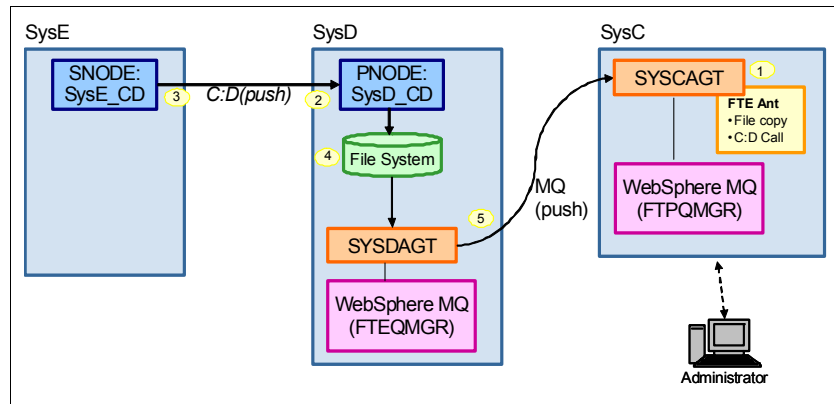 SysE
SNODE:
SysE_CD
3
C:D(push)
2
SysD
PNODE:
SysD_CD
4
File System
SYSDAGT
5
WebSphere MQ
(FTEQMGR)
MQ
(push)
SysC
SYSCAGT
1
FTE Ant
•File copy
•C:D Call
WebSphere MQ
(FTPQMGR)
Administrator